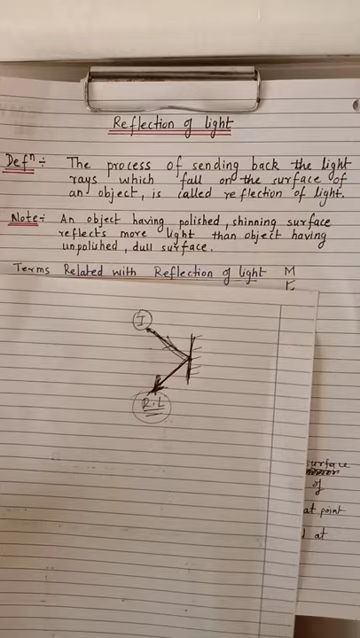 Reflection of light
Defⁿ:- The process of sending back the light
rays which fall on the surface of
an object, is called reflection of light.
Note:- An object having polished, shinning surface
reflects more light than object having
unpolished, dull surface.
Terms Related with Reflection of light M
I
R.L
surface
of
at point
at